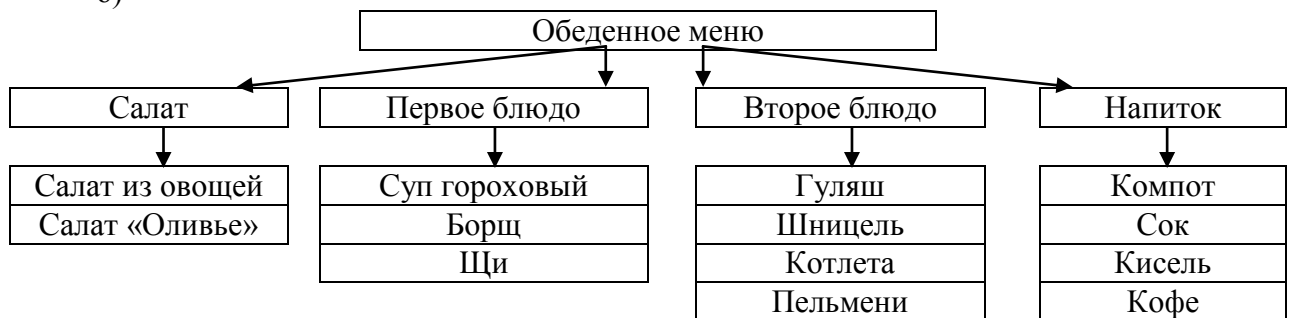 б)
Обеденное меню
Салат Первое блюдо Второе блюдо Напиток
Салат из овощей Суп гороховый Гуляш Компот
Салат «Оливье» Борщ Шницель Сок
Щи Котлета Кисель
Пельмени Кофе